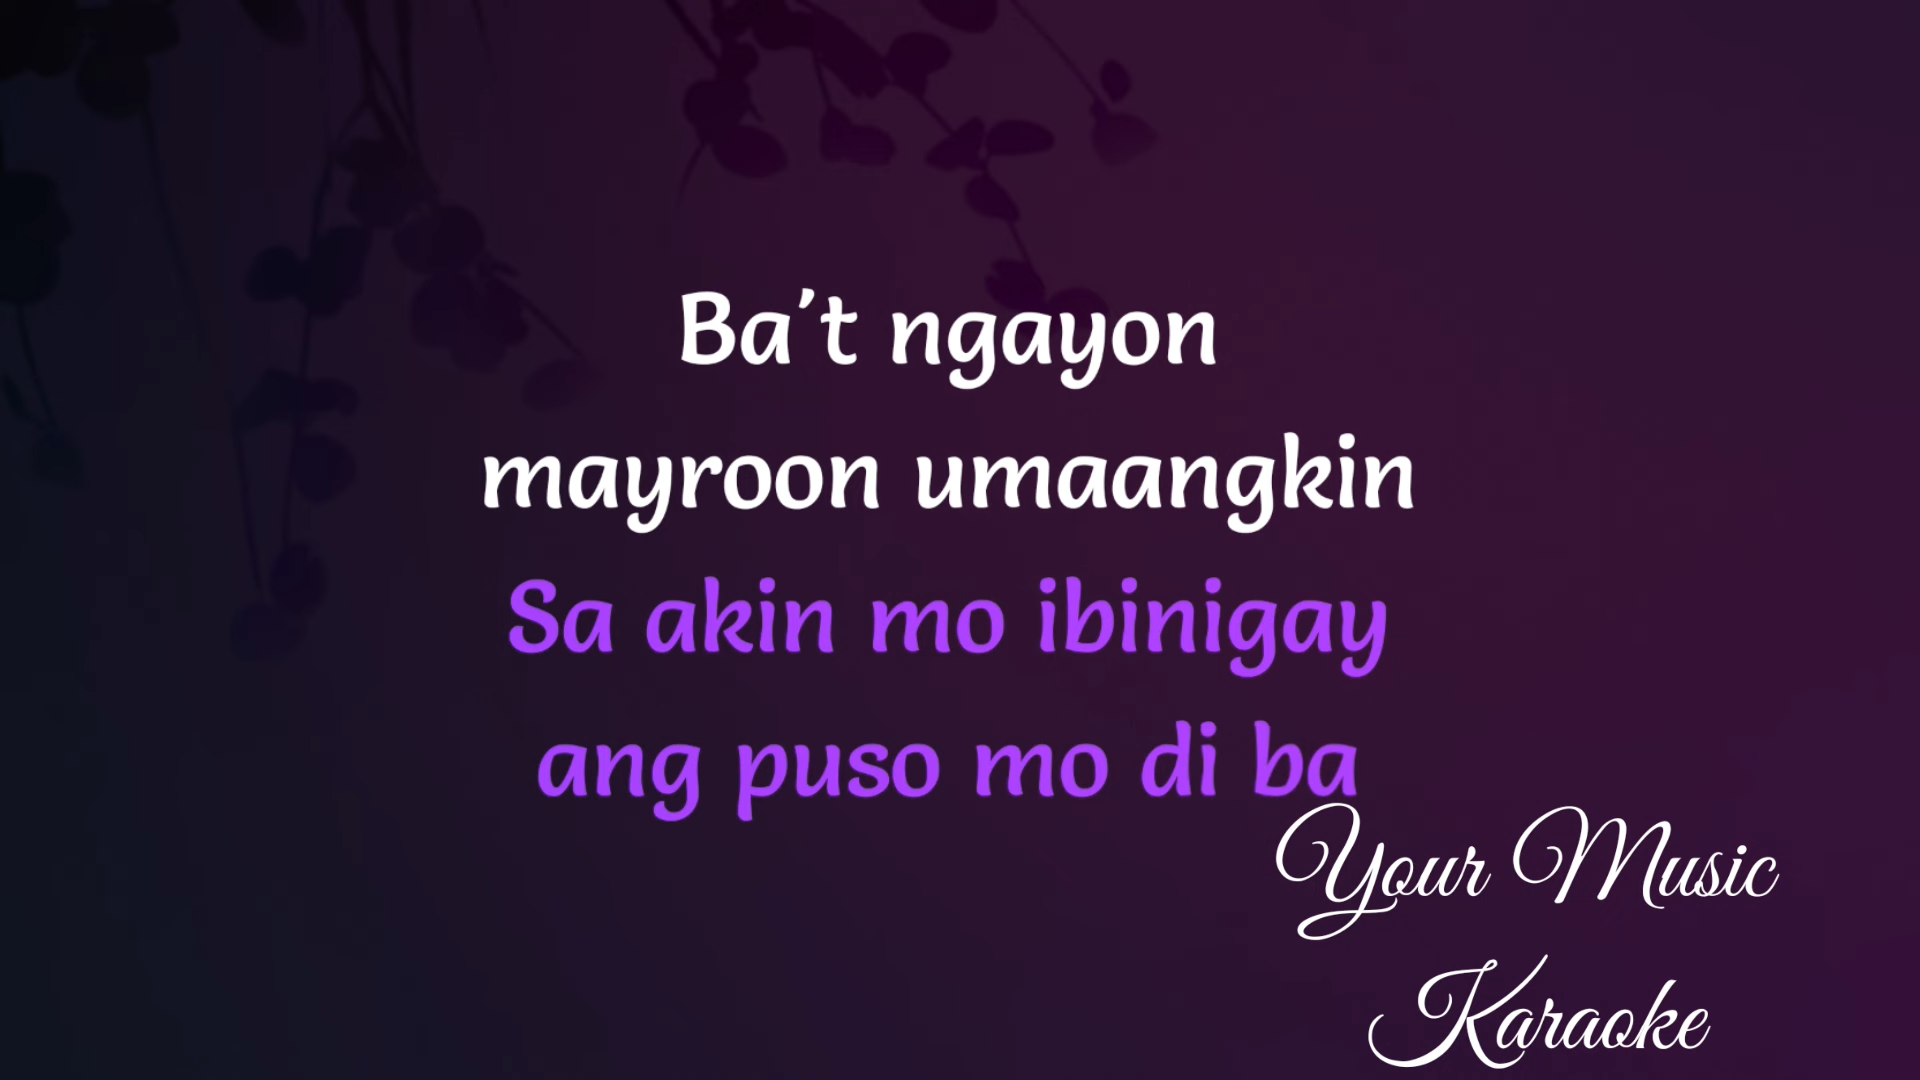 Ba't ngayon
mayroon umaangkin
Sa akin mo ibinigay
ang puso mo di ba
Your Music
Karaoke